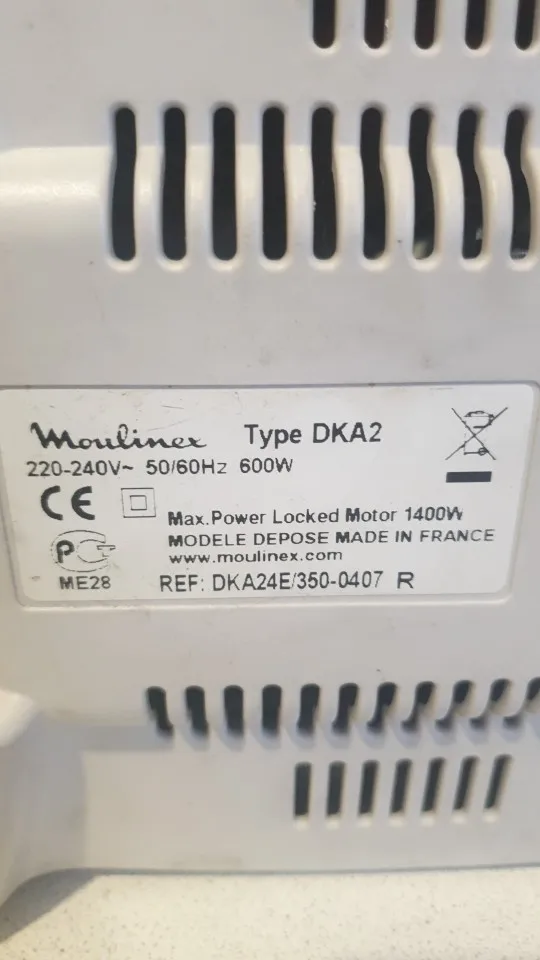 Moulinex Type DKA2
220-240V~ 50/60Hz 600W
CE
Max.Power Locked Motor 1400W
MODELE DEPOSE MADE IN FRANCE
www.moulinex.com
ME28 REF: DKA24E/350-0407 R